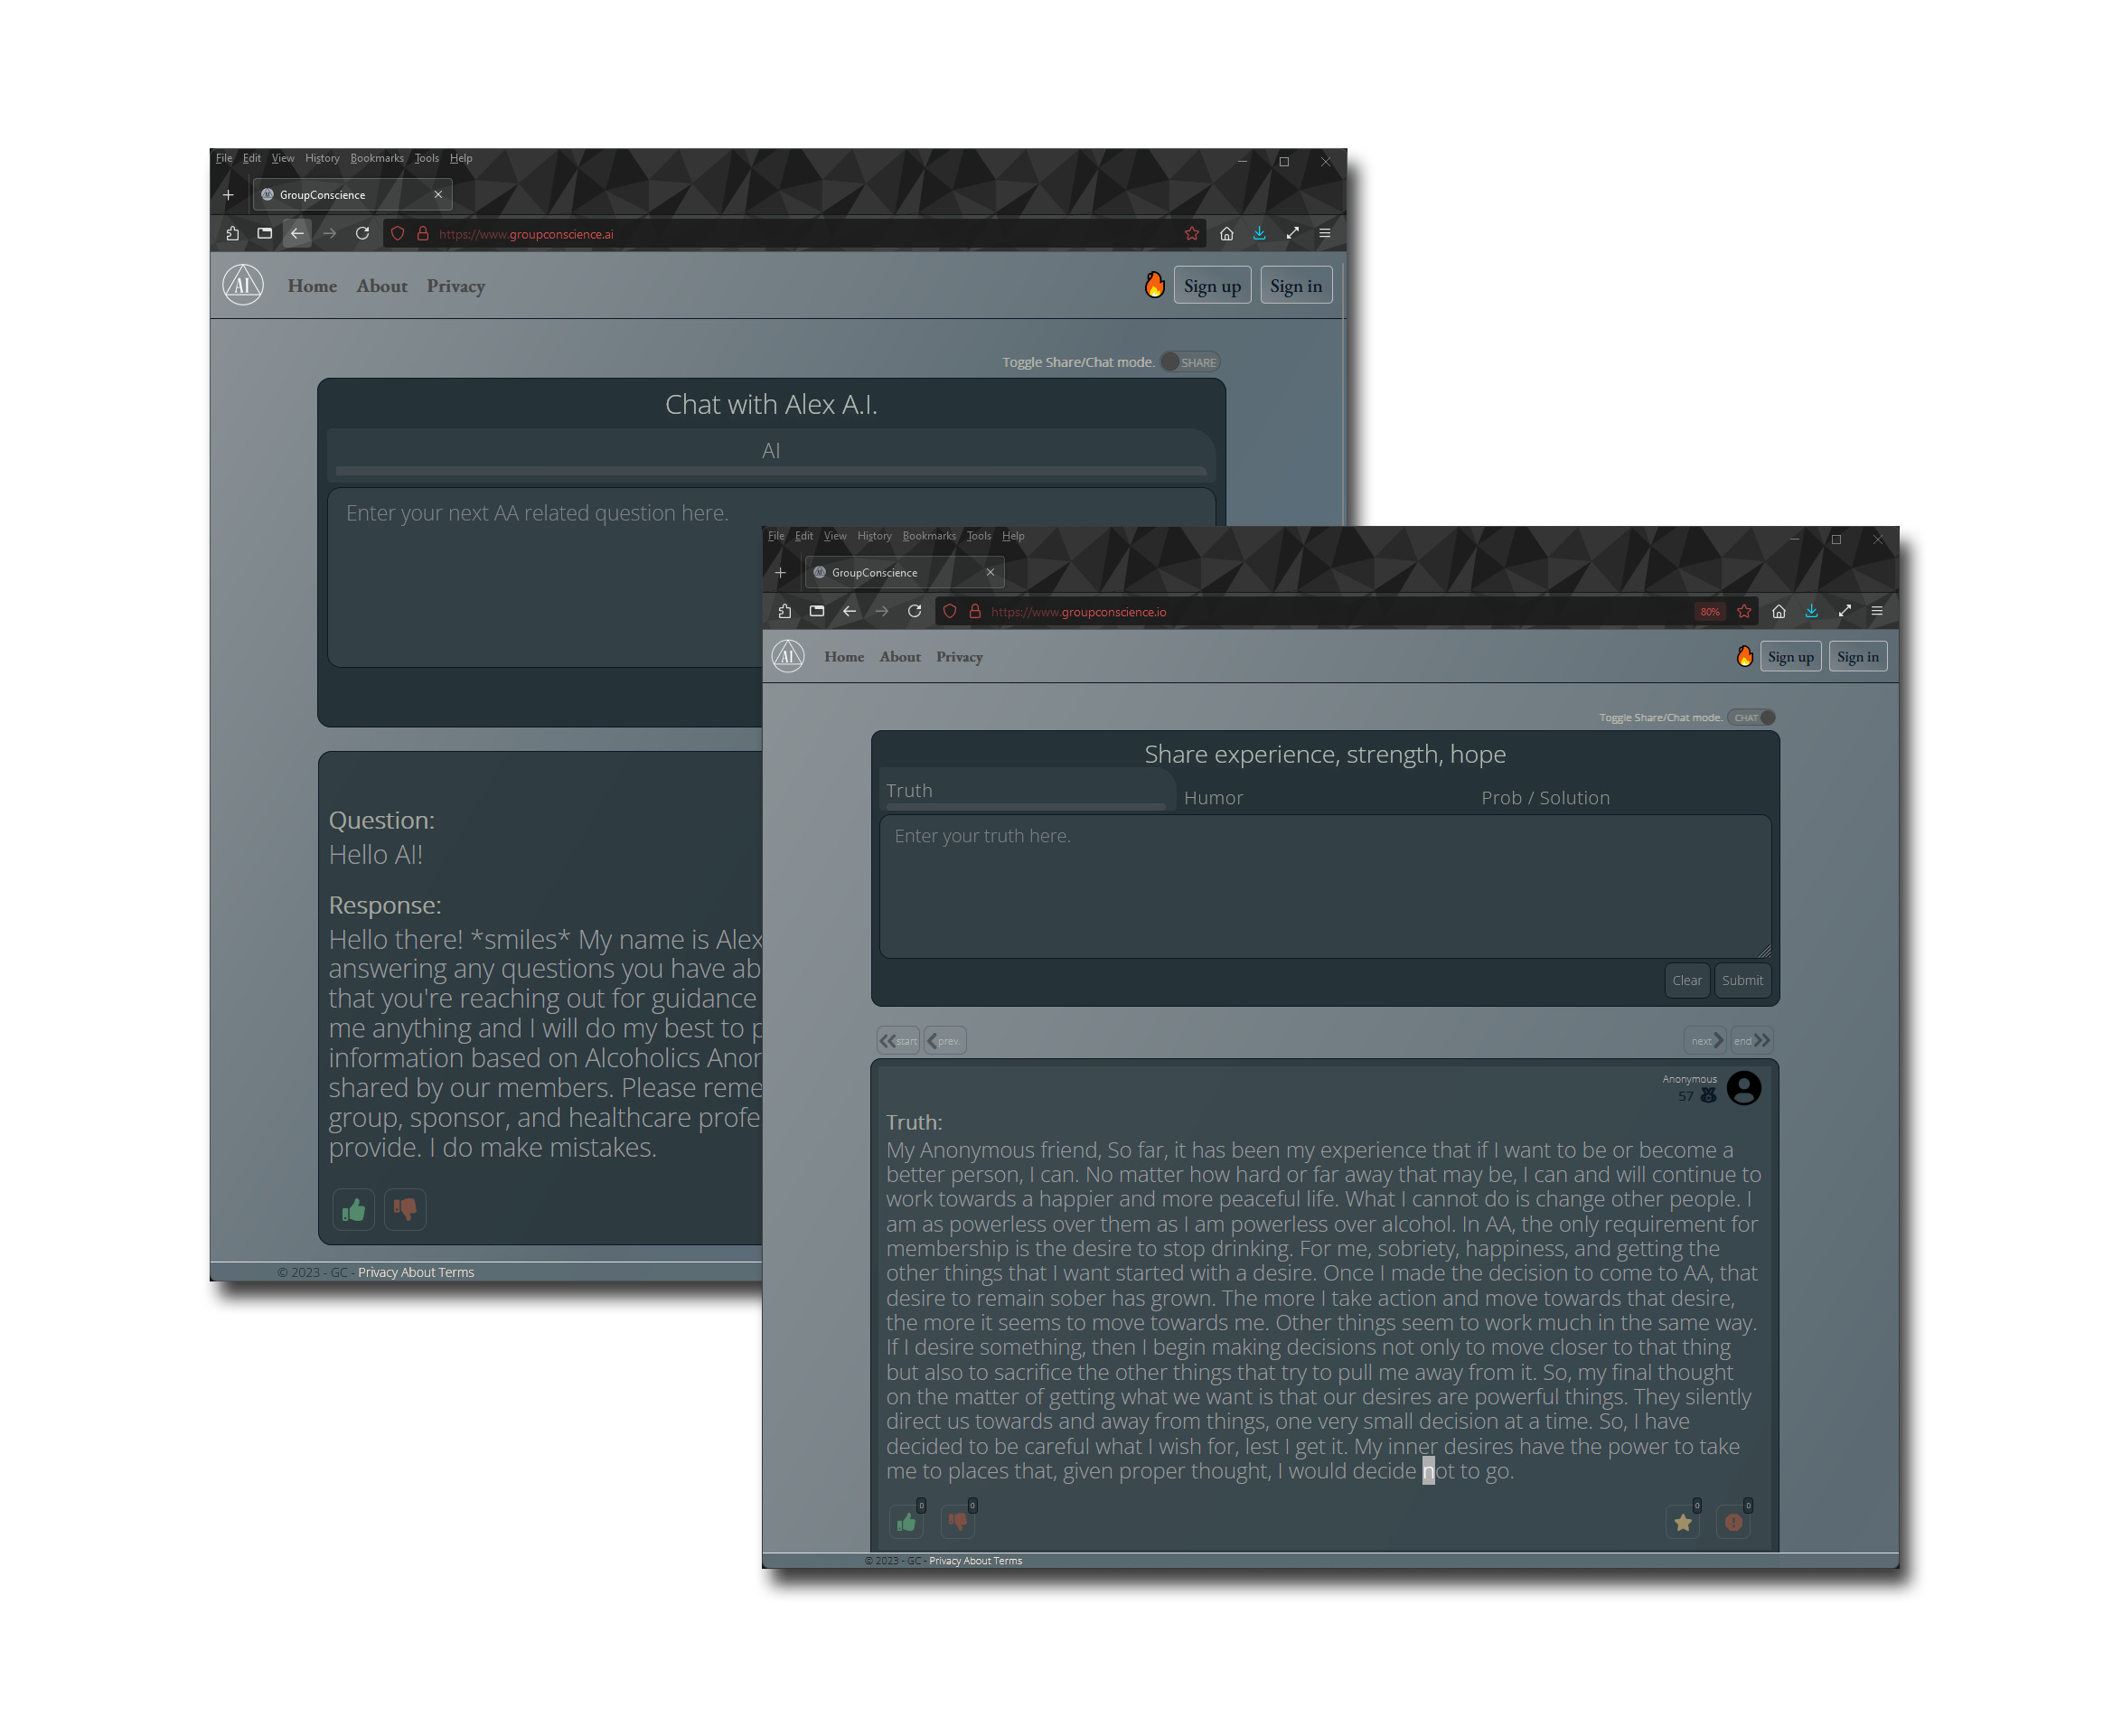 File Edit View History Bookmarks Tools Help
GroupConscience
https://www.groupconscience.ai
AI Home About Privacy Sign up Sign in
Toggle Share/Chat mode. SHARE
Chat with Alex A.I.
AI
Enter your next AA related question here.
Question:
Hello AI!
Response:
Hello there! *smiles* My name is Alex
answering any questions you have ab
that you're reaching out for guidance
me anything and I will do my best to p
information based on Alcoholics Anor
shared by our members. Please reme
group, sponsor, and healthcare profe
provide. I do make mistakes.
© 2023 - GC - Privacy About Terms
File Edit View History Bookmarks Tools Help
GroupConscience
https://www.groupconscience.io 80%
AI Home About Privacy Sign up Sign in
Toggle Share/Chat mode. CHAT
Share experience, strength, hope
Truth Humor Prob / Solution
Enter your truth here.
Clear Submit
start prev. next end
Anonymous
57
Truth:
My Anonymous friend, So far, it has been my experience that if I want to be or become a
better person, I can. No matter how hard or far away that may be, I can and will continue to
work towards a happier and more peaceful life. What I cannot do is change other people. I
am as powerless over them as I am powerless over alcohol. In AA, the only requirement for
membership is the desire to stop drinking. For me, sobriety, happiness, and getting the
other things that I want started with a desire. Once I made the decision to come to AA, that
desire to remain sober has grown. The more I take action and move towards that desire,
the more it seems to move towards me. Other things seem to work much in the same way.
If I desire something, then I begin making decisions not only to move closer to that thing
but also to sacrifice the other things that try to pull me away from it. So, my final thought
on the matter of getting what we want is that our desires are powerful things. They silently
direct us towards and away from things, one very small decision at a time. So, I have
decided to be careful what I wish for, lest I get it. My inner desires have the power to take
me to places that, given proper thought, I would decide not to go.
0 0 0 0
© 2023 - GC - Privacy About Terms